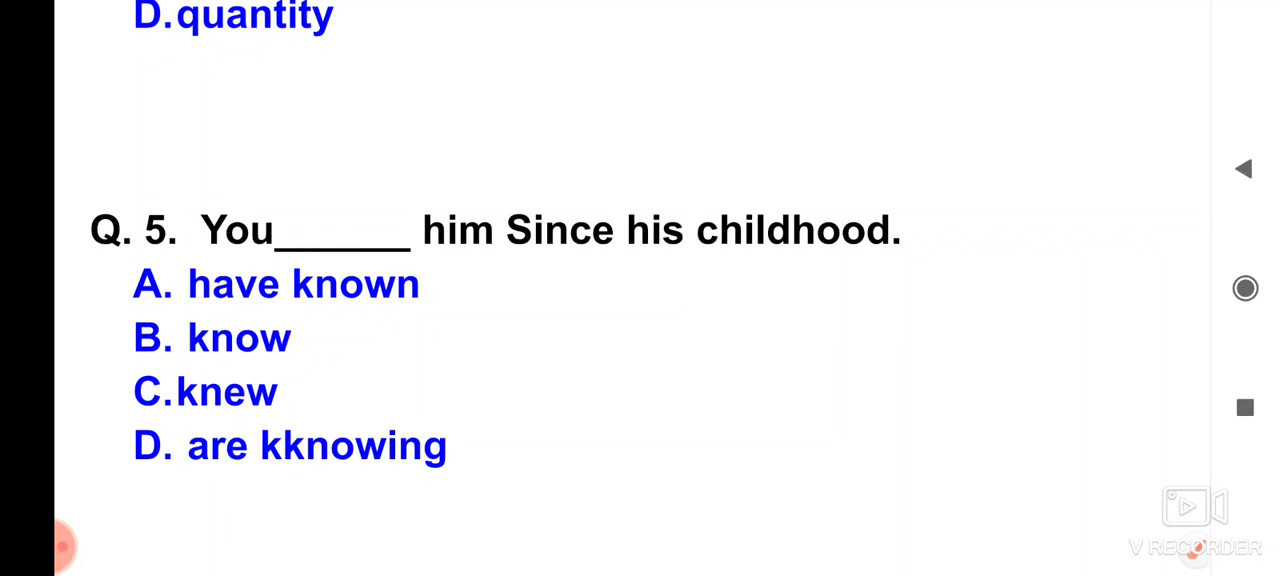 D.quantity
Q. 5. You______ him Since his childhood.
A. have known
B. know
C.knew
D. are kknowing
V RECORDER